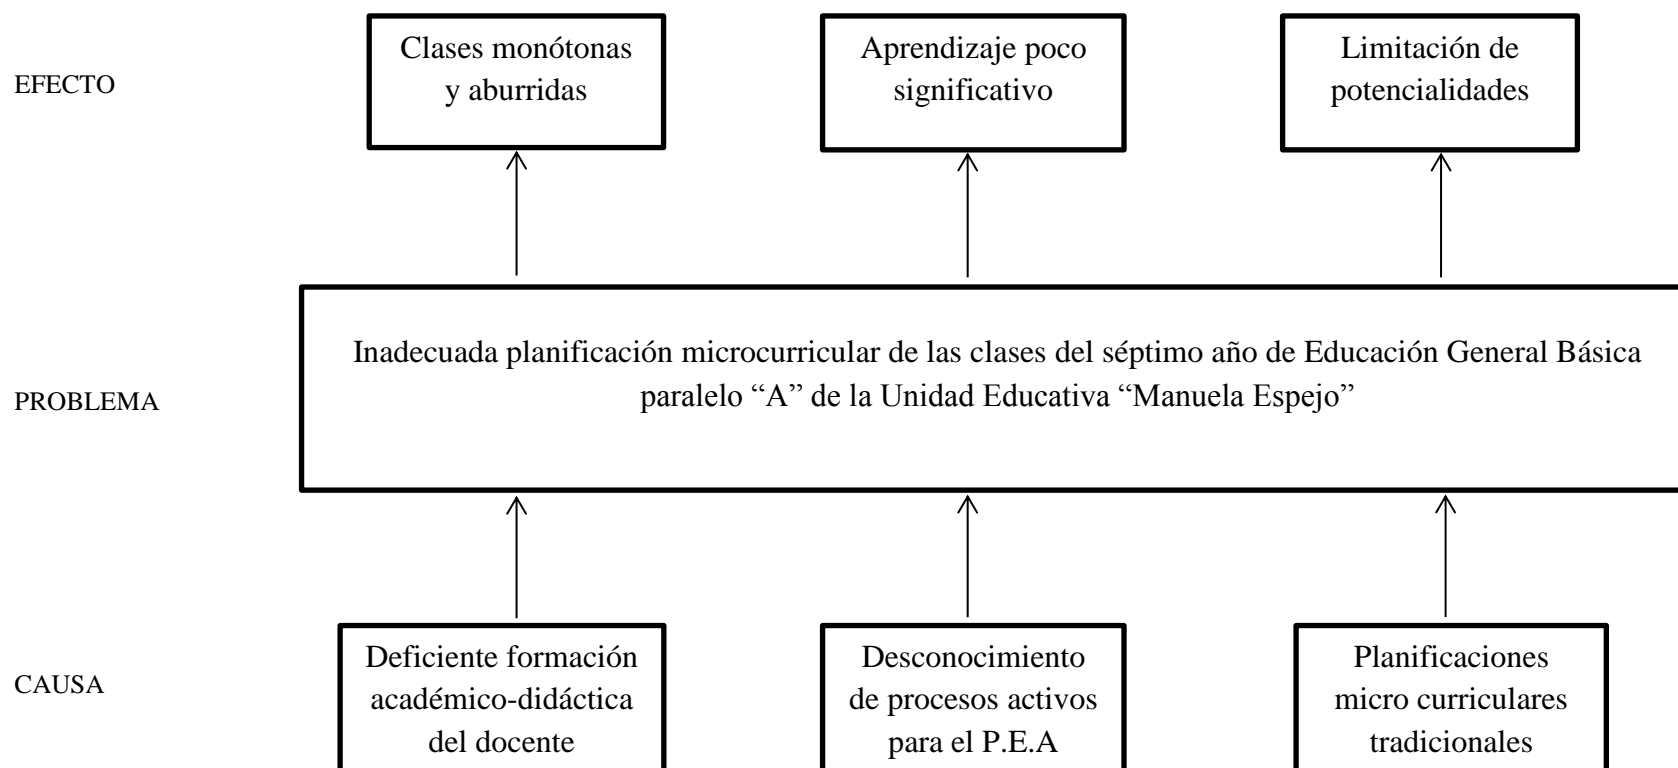 EFECTO
Clases monótonas
y aburridas
Aprendizaje poco
significativo
Limitación de
potencialidades
PROBLEMA
Inadecuada planificación microcurricular de las clases del séptimo año de Educación General Básica
paralelo “A” de la Unidad Educativa “Manuela Espejo”
CAUSA
Deficiente formación
académico-didáctica
del docente
Desconocimiento
de procesos activos
para el P.E.A
Planificaciones
micro curriculares
tradicionales